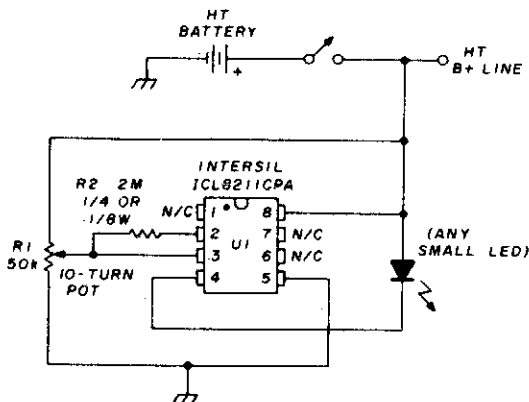 HT
BATTERY
+
HT
B+ LINE
INTERSIL
ICL8211CPA
R2 2M
1/4 OR
1/8W
N/C
1
8
2
7
N/C
U1
3
6
N/C
4
5
R1
50k
10-TURN
POT
(ANY
SMALL LED)